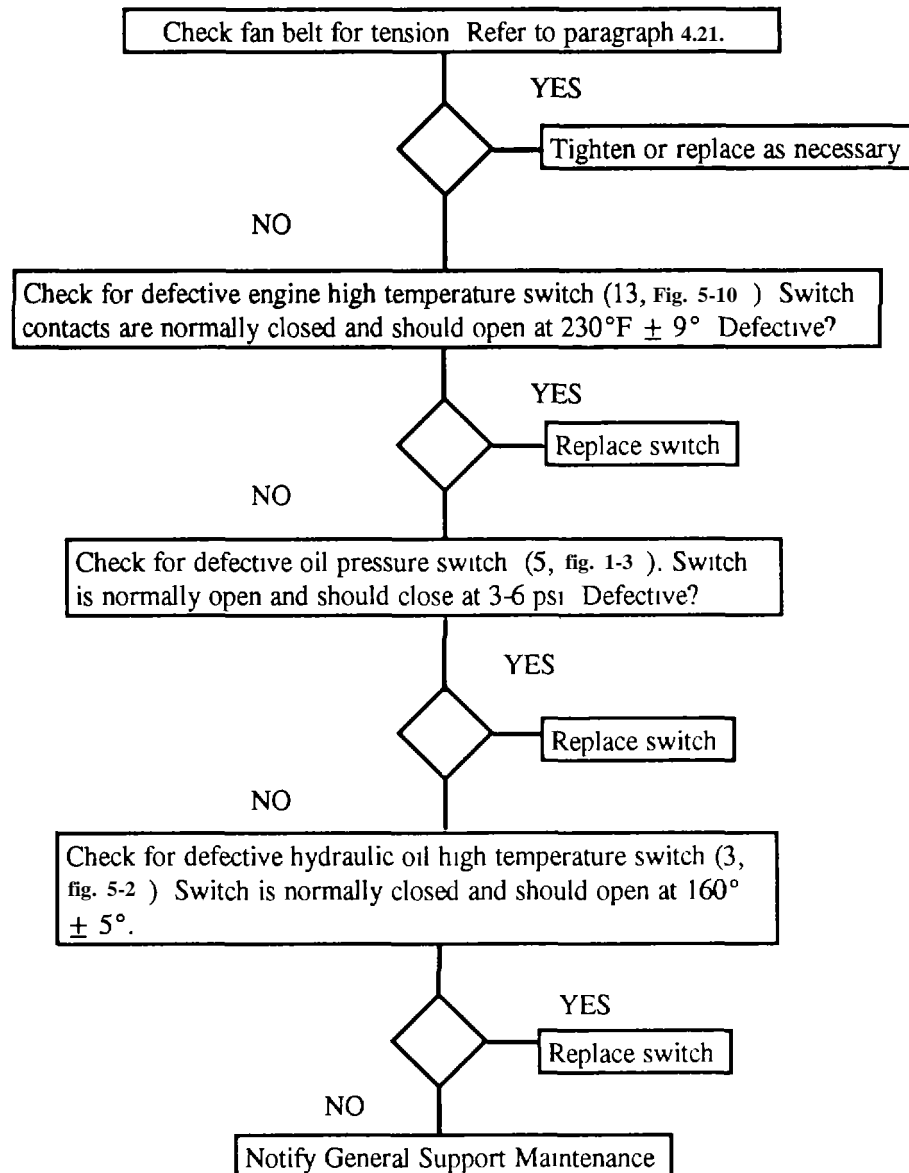 Check fan belt for tension Refer to paragraph 4.21.
YES
Tighten or replace as necessary
NO
Check for defective engine high temperature switch (13, Fig. 5-10 ) Switch
contacts are normally closed and should open at 230°F ± 9° Defective?
YES
Replace switch
NO
Check for defective oil pressure switch (5, fig. 1-3 ). Switch
is normally open and should close at 3-6 psi Defective?
YES
Replace switch
NO
Check for defective hydraulic oil high temperature switch (3,
fig. 5-2 ) Switch is normally closed and should open at 160°
± 5°.
YES
Replace switch
NO
Notify General Support Maintenance